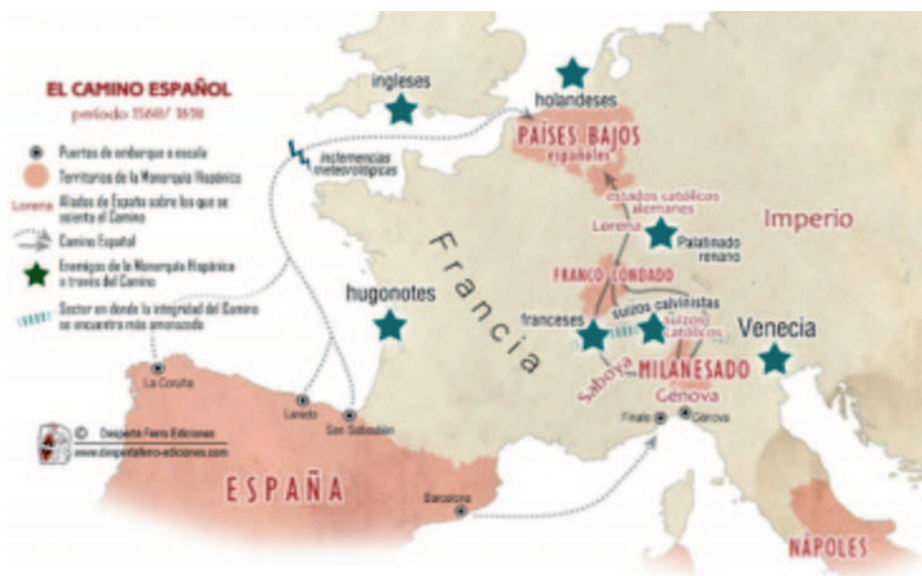 EL CAMINO ESPAÑOL
Puertos de embarque o escala
Territorios de la Monarquía Hispánica
Lorena
Aliados de España sobre los que se
asienta el Camino
Camino Español
Enemigos de la Monarquía Hispánica
a través del Camino
Sector en donde la integridad del Camino
se encuentra más amenazada
ingleses
holandeses
PAÍSES BAJOS
españoles
inclemencias
meteorológicas
estados católicos
alemanes
Lorena
Imperio
Palatinado
renano
Francia
FRANCO CONDADO
hugonotes
franceses
suizos calvinistas
suizos
católicos
Venecia
Saboya
MILANESADO
Génova
Finale
Génova
La Coruña
Laredo
San Sebastián
© Desperta Ferro Ediciones
www.despertaferro-ediciones.com
ESPAÑA
Barcelona
NÁPOLES